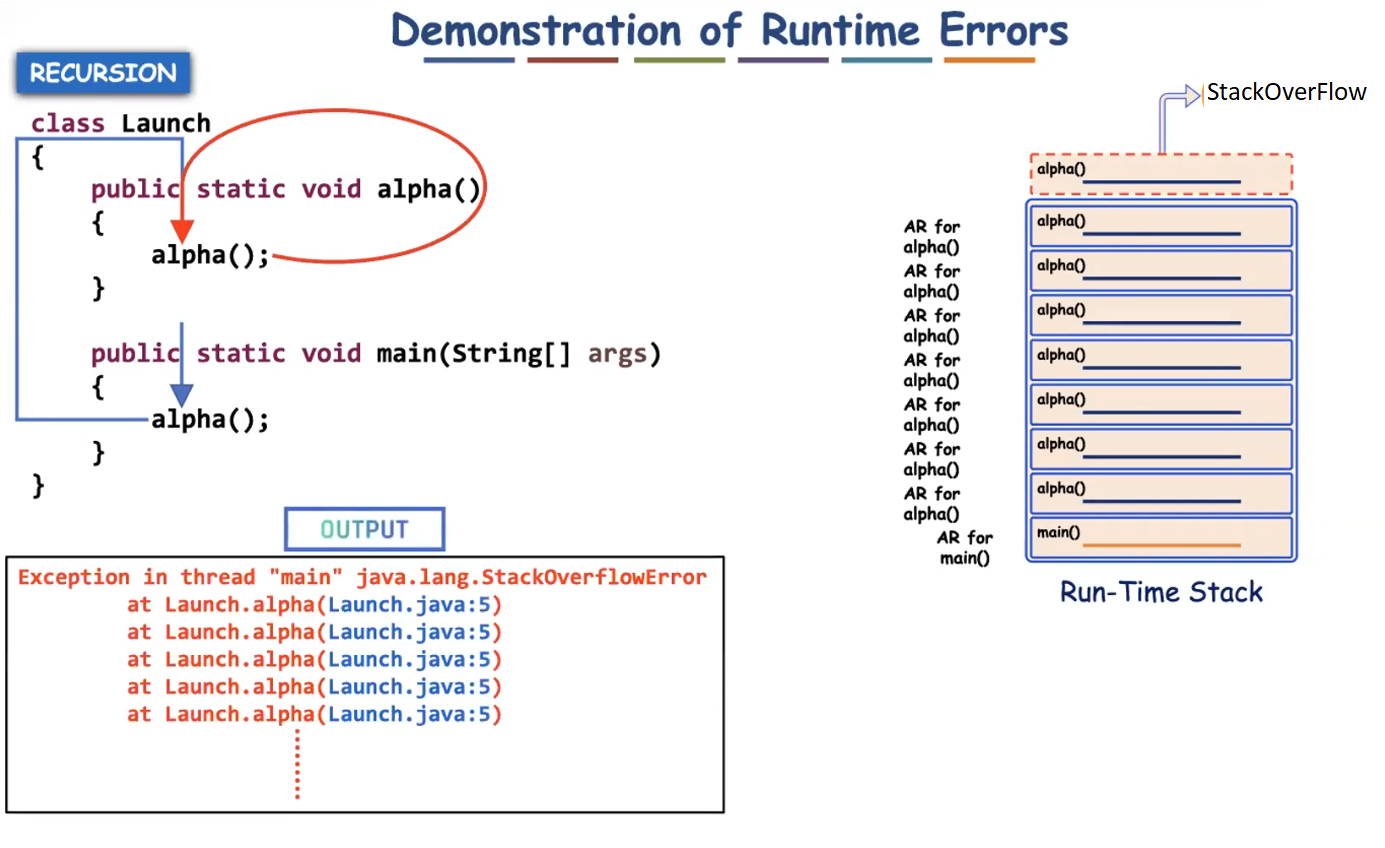 Demonstration of Runtime Errors
RECURSION
class Launch
{
public static void alpha()
{
alpha();
}
public static void main(String[] args)
{
alpha();
}
}
OUTPUT
Exception in thread "main" java.lang.StackOverflowError
at Launch.alpha(Launch.java:5)
at Launch.alpha(Launch.java:5)
at Launch.alpha(Launch.java:5)
at Launch.alpha(Launch.java:5)
at Launch.alpha(Launch.java:5)
StackOverFlow
alpha()
AR for
alpha()
alpha()
AR for
alpha()
alpha()
AR for
alpha()
alpha()
AR for
alpha()
alpha()
AR for
alpha()
alpha()
AR for
alpha()
alpha()
AR for
alpha()
alpha()
AR for
main()
main()
Run-Time Stack